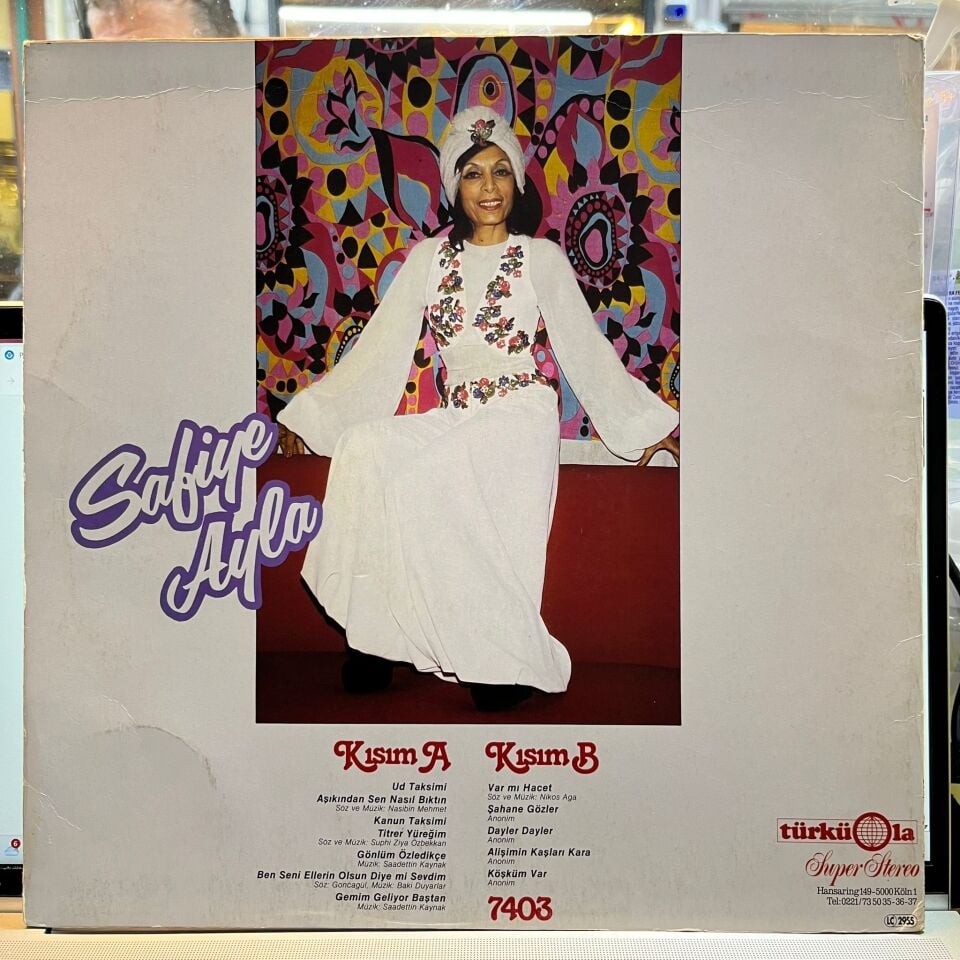 Safiye
Ayla
Kısım A
Ud Taksimi
Aşıkından Sen Nasıl Bıktın
Söz ve Müzik: Nasibin Mehmet
Kanun Taksimi
Titrer Yüreğim
Söz ve Müzik: Suphi Ziya Özbekkan
Gönlüm Özledikçe
Müzik: Saadettin Kaynak
Ben Seni Ellerin Olsun Diye mi Sevdim
Söz: Goncagül, Müzik: Baki Duyarlar
Gemim Geliyor Baştan
Müzik: Saadettin Kaynak
Kısım B
Var mı Hacet
Söz ve Müzik: Nikos Aga
Şahane Gözler
Anonim
Dayler Dayler
Anonim
Alişimin Kaşları Kara
Anonim
Köşküm Var
Anonim
7403
türküola
Super Stereo
Hansaring 149-5000 Köln 1
Tel: 0221/73 50 35-36-37
LC 2955